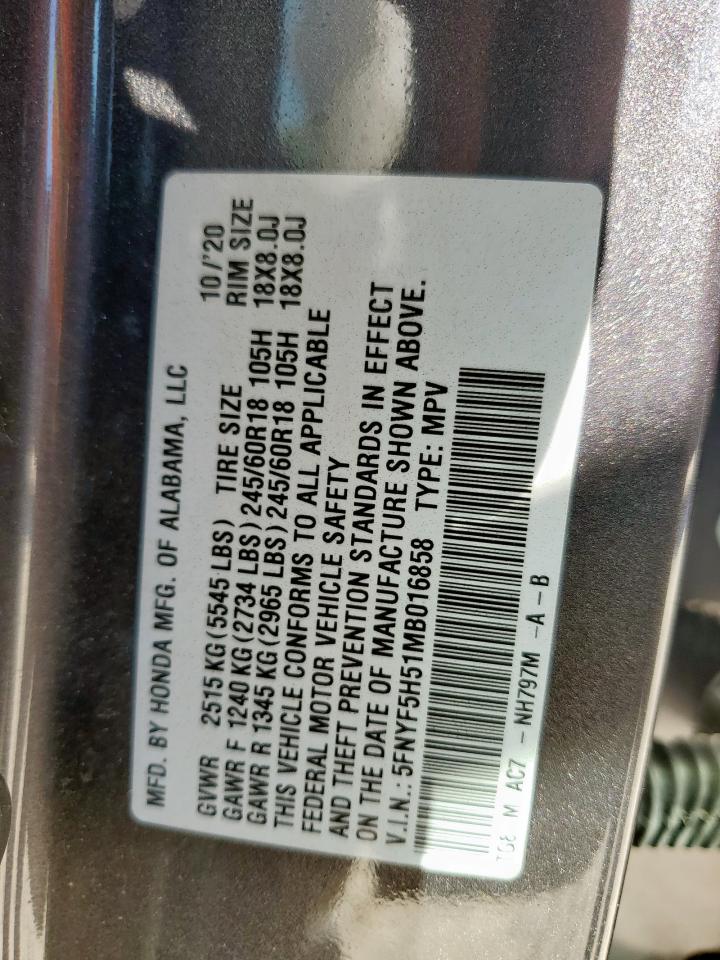 MFD. BY HONDA MFG. OF ALABAMA, LLC 10/'20
GVWR 2515 KG (5545 LBS) TIRE SIZE RIM SIZE
GAWR F 1240 KG (2734 LBS) 245/60R18 105H 18X8.0J
GAWR R 1345 KG (2965 LBS) 245/60R18 105H 18X8.0J
THIS VEHICLE CONFORMS TO ALL APPLICABLE
FEDERAL MOTOR VEHICLE SAFETY
AND THEFT PREVENTION STANDARDS IN EFFECT
ON THE DATE OF MANUFACTURE SHOWN ABOVE.
V.I.N.: 5FNYF5H51MB016858 TYPE: MPV
TG8 M AC7 -NH797M -A -B